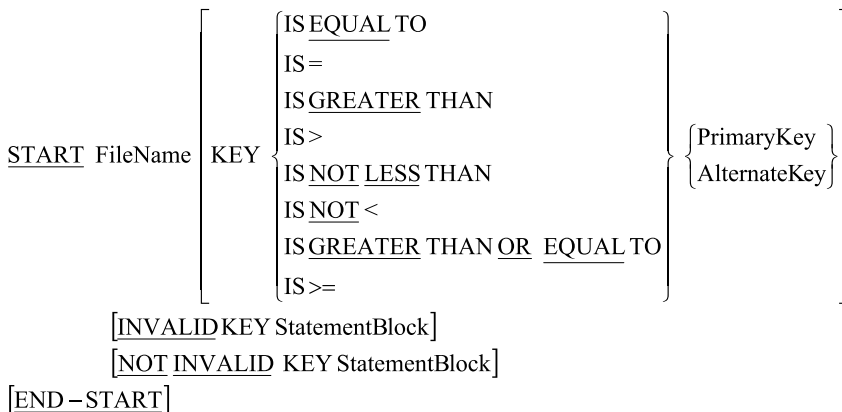 IS EQUAL TO
IS =
IS GREATER THAN
IS >
START FileName [ KEY { IS NOT LESS THAN } { PrimaryKey AlternateKey } ]
IS NOT <
IS GREATER THAN OR EQUAL TO
IS >=
[INVALID KEY StatementBlock]
[NOT INVALID KEY StatementBlock]
[END – START]